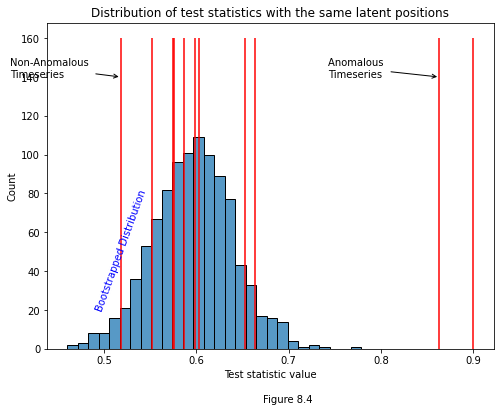 Distribution of test statistics with the same latent positions
160
140
120
100
80
60
40
20
0
Count
Non-Anomalous
Timeseries
Anomalous
Timeseries
Bootstrapped Distribution
0.5
0.6
0.7
0.8
0.9
Test statistic value
Figure 8.4